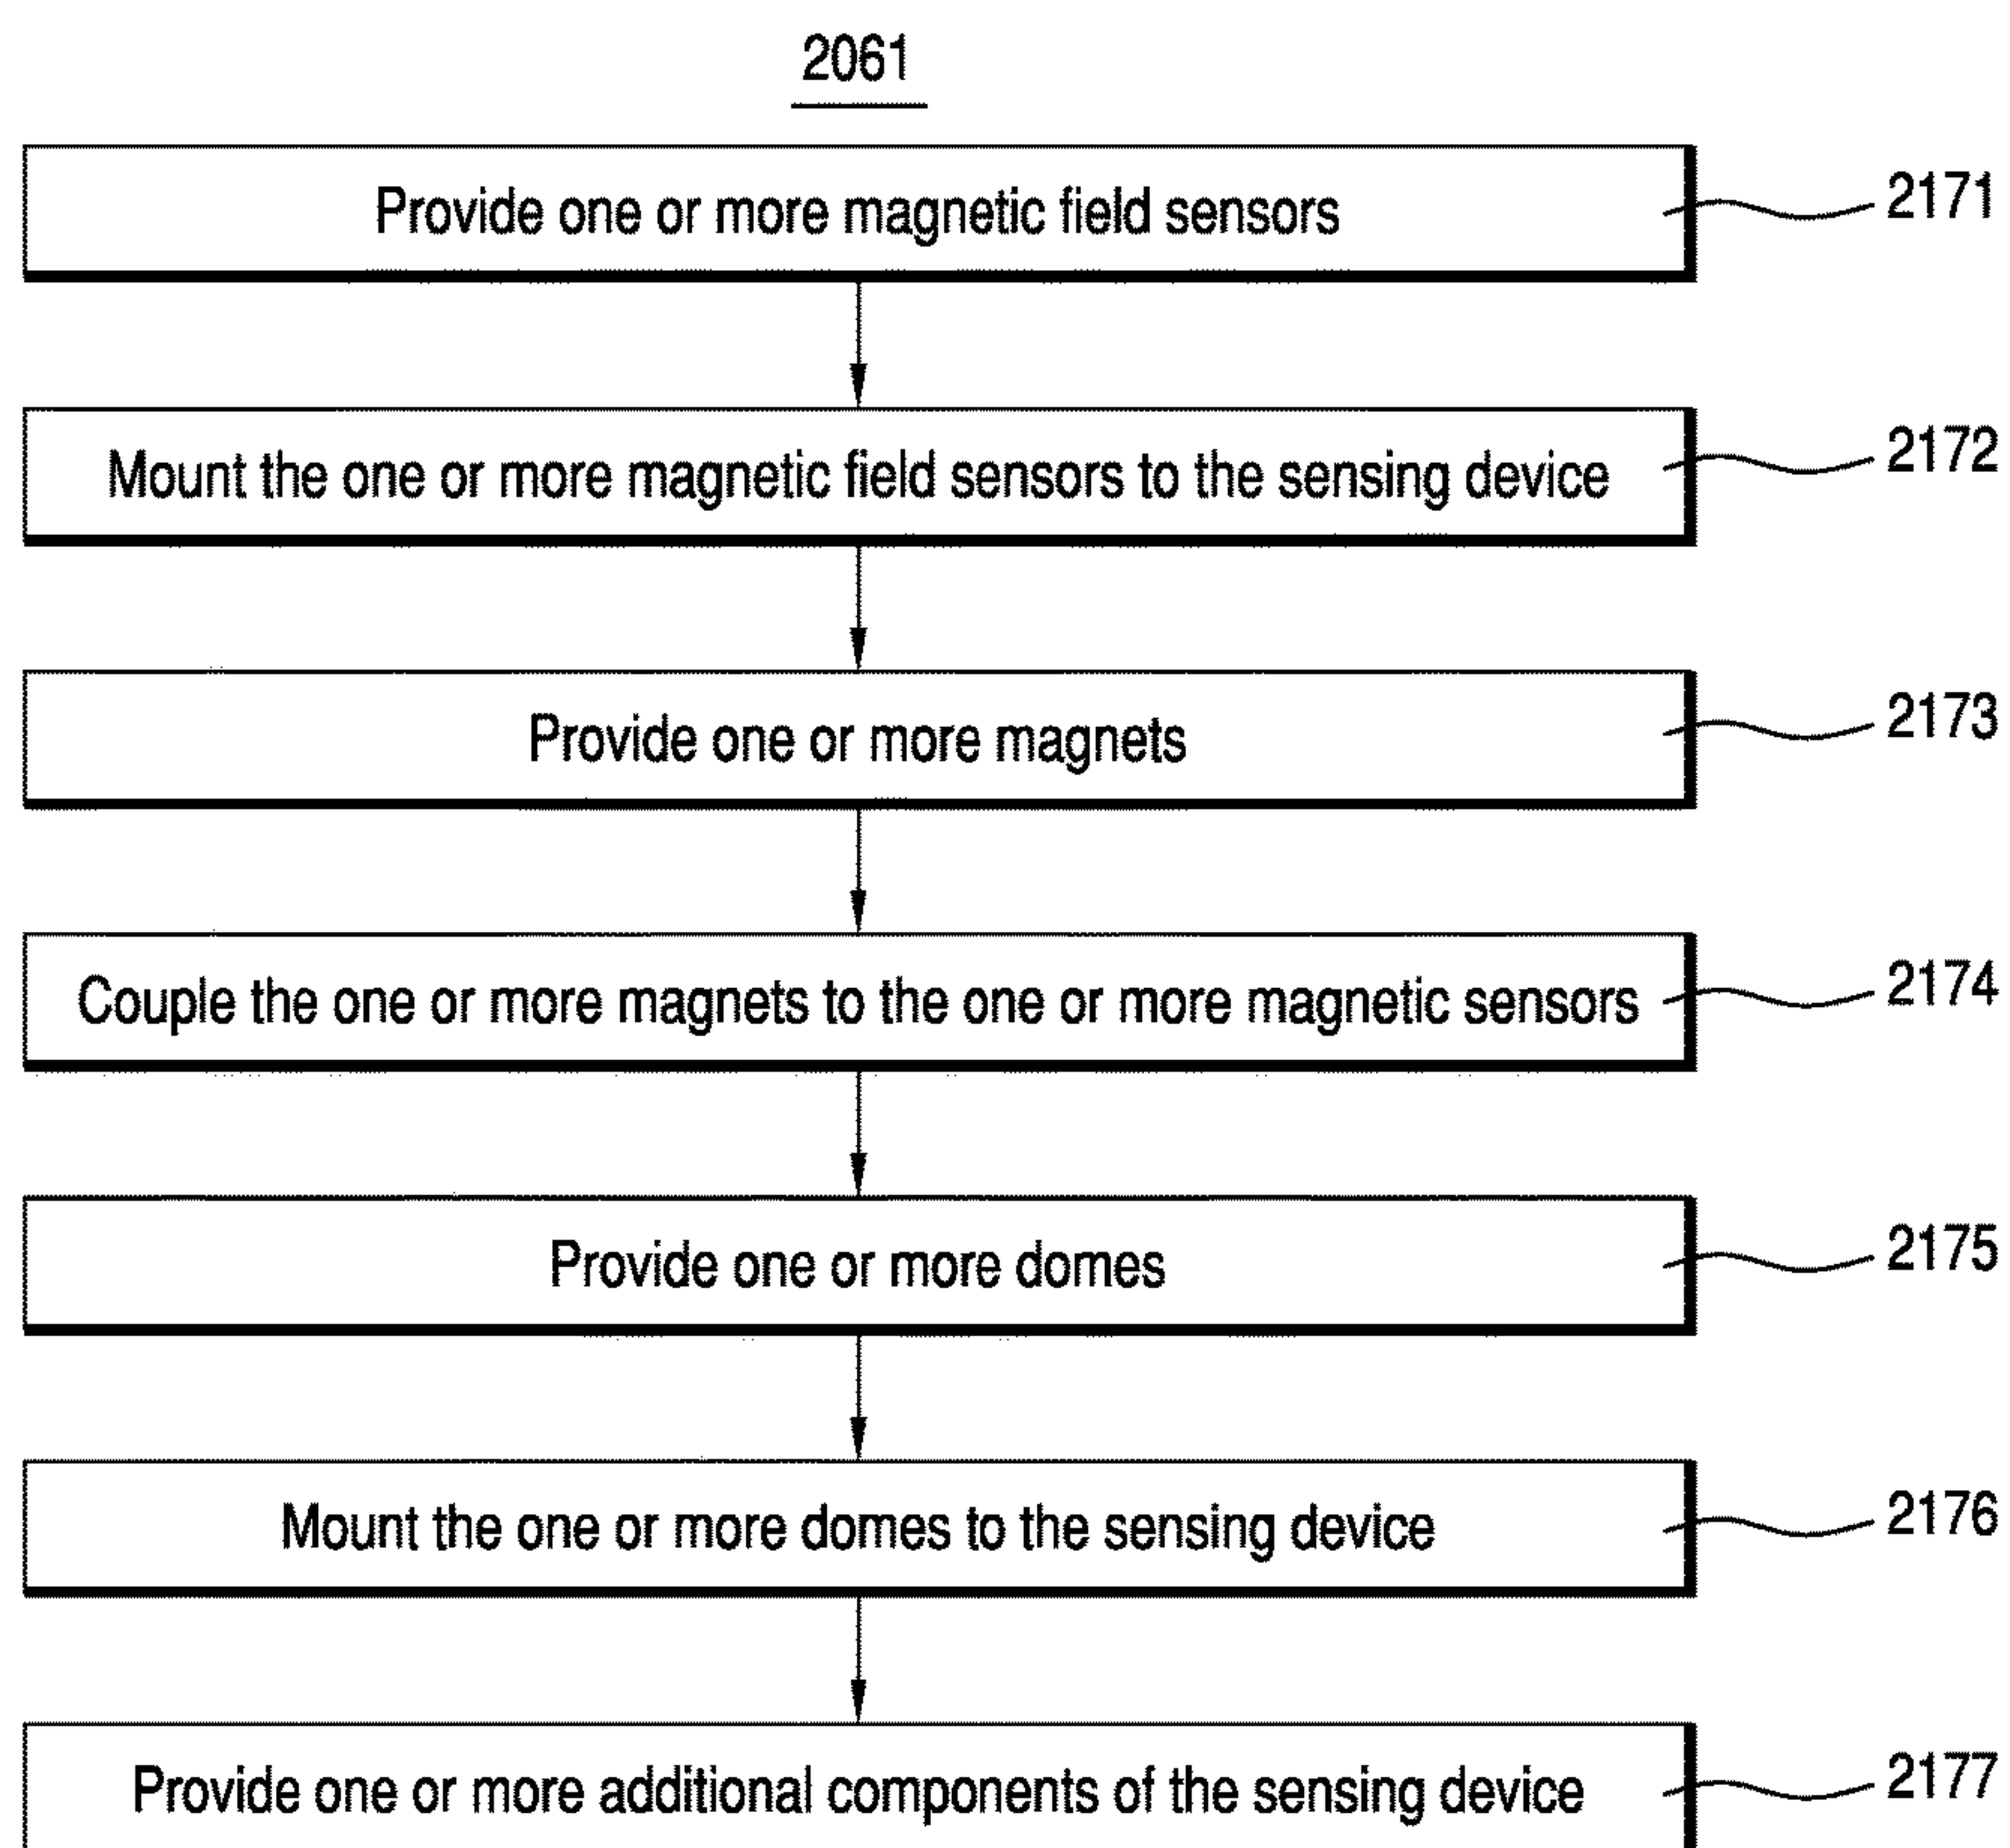 2061
Provide one or more magnetic field sensors
2171
Mount the one or more magnetic field sensors to the sensing device
2172
Provide one or more magnets
2173
Couple the one or more magnets to the one or more magnetic sensors
2174
Provide one or more domes
2175
Mount the one or more domes to the sensing device
2176
Provide one or more additional components of the sensing device
2177